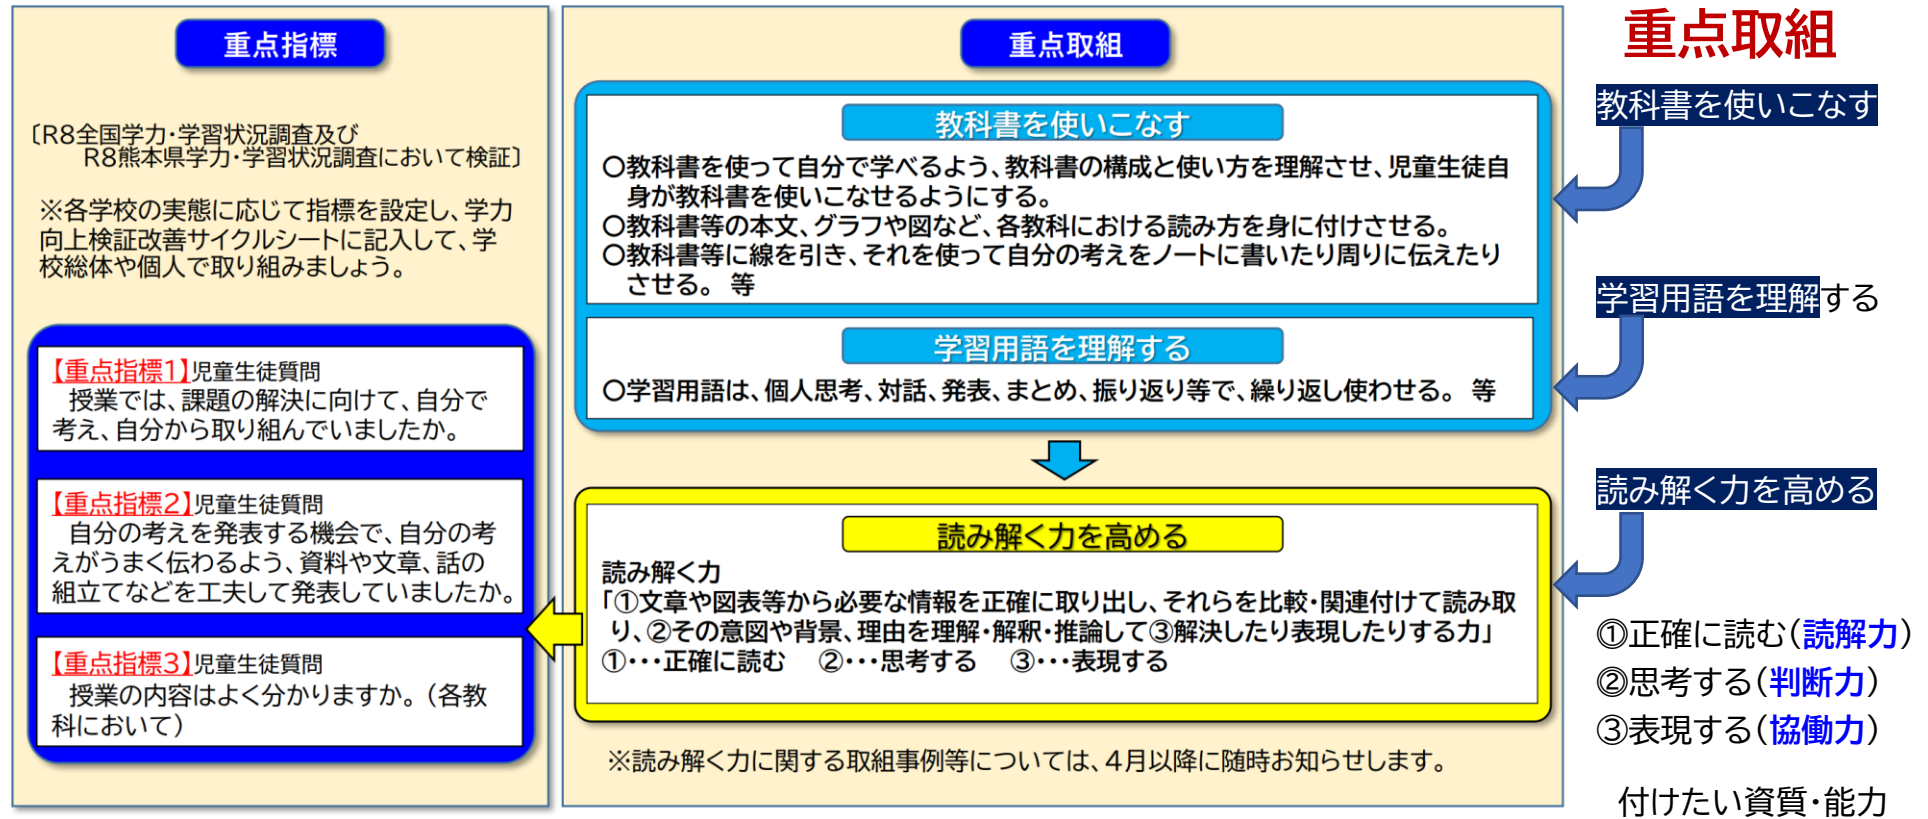 重点指標
〔R8全国学力・学習状況調査及び
R8熊本県学力・学習状況調査において検証〕
※各学校の実態に応じて指標を設定し、学力
向上検証改善サイクルシートに記入して、学
校総体や個人で取り組みましょう。
【重点指標1】児童生徒質問
授業では、課題の解決に向けて、自分で
考え、自分から取り組んでいましたか。
【重点指標2】児童生徒質問
自分の考えを発表する機会で、自分の考
えがうまく伝わるよう、資料や文章、話の
組立てなどを工夫して発表していましたか。
【重点指標3】児童生徒質問
授業の内容はよく分かりますか。（各教
科において）
重点取組
教科書を使いこなす
〇教科書を使って自分で学べるよう、教科書の構成と使い方を理解させ、児童生徒自
身が教科書を使いこなせるようにする。
〇教科書等の本文、グラフや図など、各教科における読み方を身に付けさせる。
〇教科書等に線を引き、それを使って自分の考えをノートに書いたり周りに伝えたり
させる。 等
学習用語を理解する
〇学習用語は、個人思考、対話、発表、まとめ、振り返り等で、繰り返し使わせる。 等
読み解く力を高める
読み解く力
「①文章や図表等から必要な情報を正確に取り出し、それらを比較・関連付けて読み取
り、②その意図や背景、理由を理解・解釈・推論して③解決したり表現したりする力」
①・・・正確に読む ②・・・思考する ③・・・表現する
※読み解く力に関する取組事例等については、4月以降に随時お知らせします。
重点取組
教科書を使いこなす
学習用語を理解する
読み解く力を高める
①正確に読む（読解力）
②思考する（判断力）
③表現する（協働力）
付けたい資質・能力